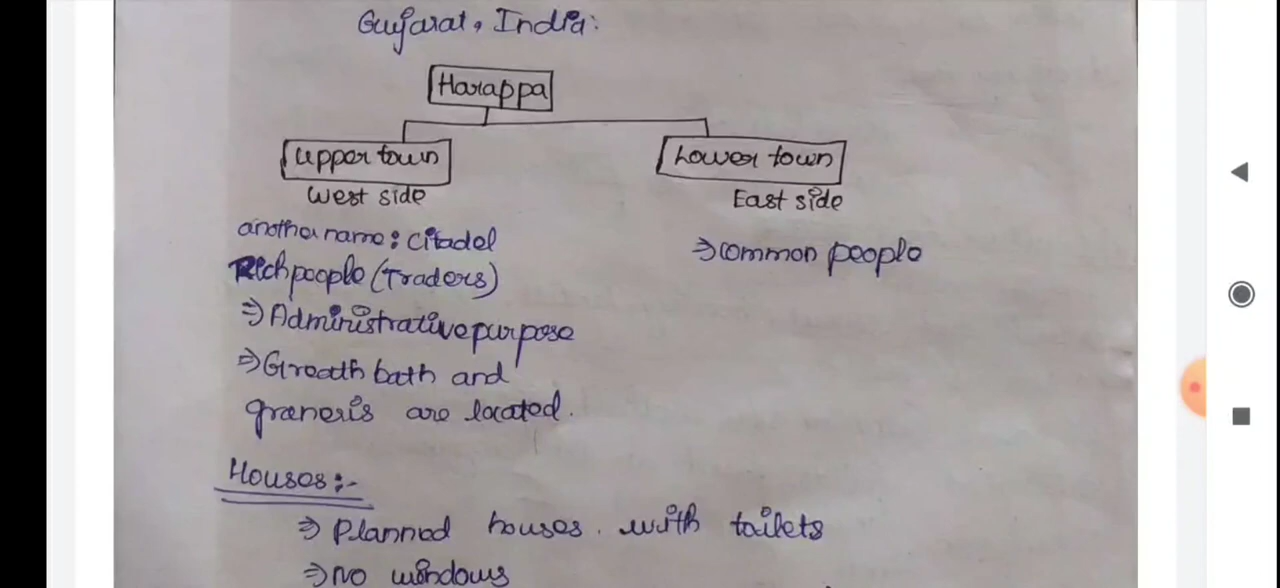 Gujarat, India:
Harappa
Upper town
Lower town
West side
East side
another name: Citadel
⇒ common people
Rich people (Traders)
⇒ Administrative purpose
⇒ Greath bath and
graneris are located.
Houses:-
⇒ Planned houses. with toilets
⇒ No windows